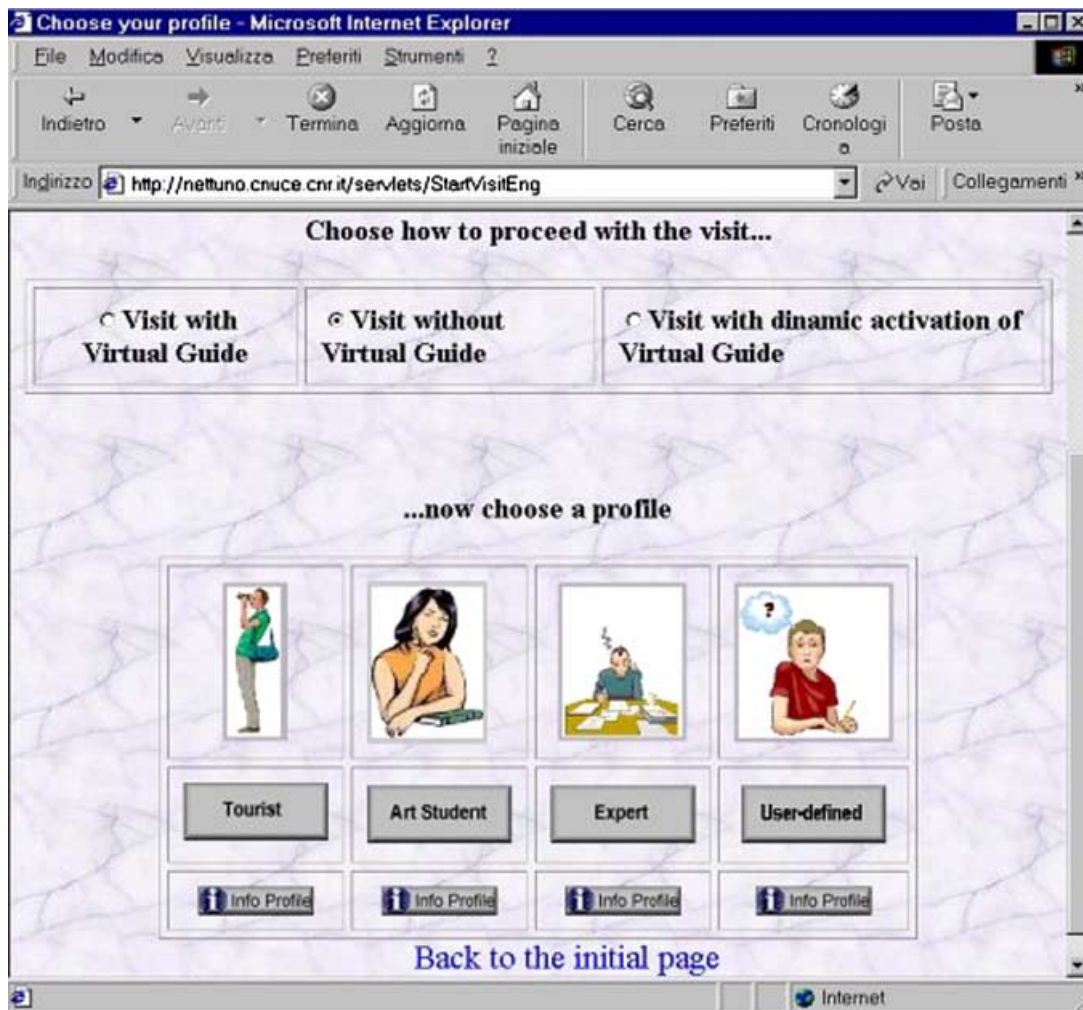 Choose your profile - Microsoft Internet Explorer
File Modifica Visualizza Preferiti Strumenti ?
Indietro Avanti Termina Aggiorna Pagina iniziale Cerca Preferiti Cronologia Posta
Indirizzo http://nettuno.cnuce.cnr.it/servlets/StartVisitEng Vai Collegamenti
Choose how to proceed with the visit...
Visit with
Virtual Guide
Visit without
Virtual Guide
Visit with dinamic activation of
Virtual Guide
...now choose a profile
?
Tourist Art Student Expert User-defined
Info Profile Info Profile Info Profile Info Profile
Back to the initial page
Internet